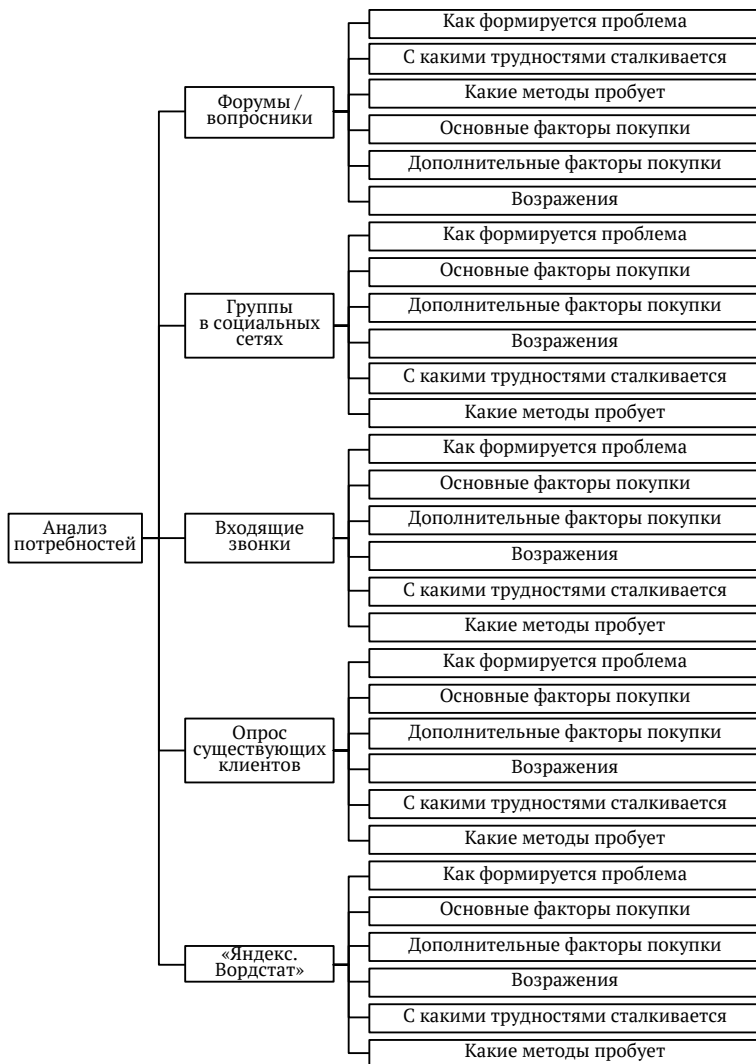 Анализ
потребностей
Форумы /
вопросники
Как формируется проблема
С какими трудностями сталкивается
Какие методы пробует
Основные факторы покупки
Дополнительные факторы покупки
Возражения
Группы
в социальных
сетях
Как формируется проблема
Основные факторы покупки
Дополнительные факторы покупки
Возражения
С какими трудностями сталкивается
Какие методы пробует
Входящие
звонки
Как формируется проблема
Основные факторы покупки
Дополнительные факторы покупки
Возражения
С какими трудностями сталкивается
Какие методы пробует
Опрос
существующих
клиентов
Как формируется проблема
Основные факторы покупки
Дополнительные факторы покупки
Возражения
С какими трудностями сталкивается
Какие методы пробует
«Яндекс.
Вордстат»
Как формируется проблема
Основные факторы покупки
Дополнительные факторы покупки
Возражения
С какими трудностями сталкивается
Какие методы пробует